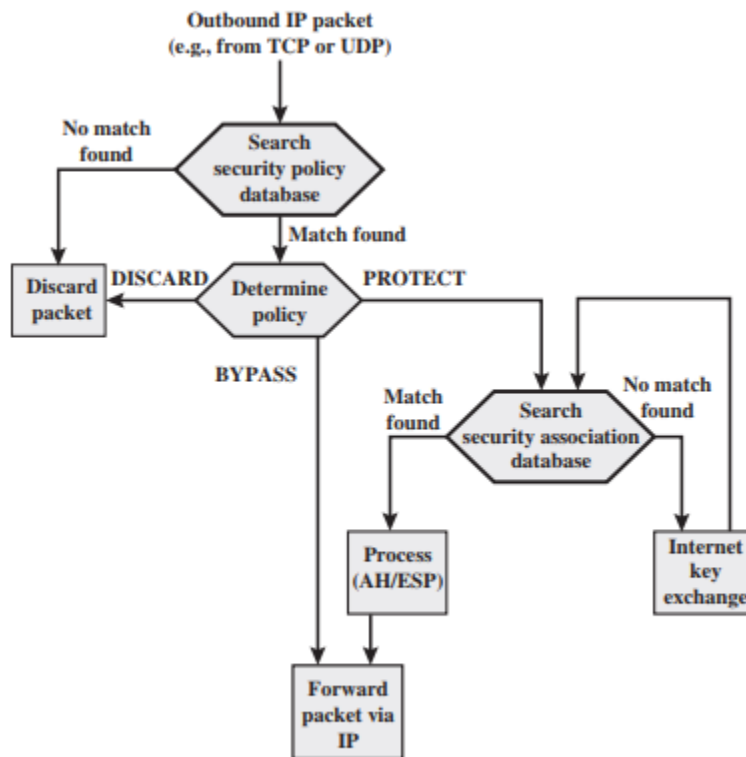 Outbound IP packet
(e.g., from TCP or UDP)
No match
found
Search
security policy
database
Match found
Discard
packet
DISCARD
Determine
policy
PROTECT
BYPASS
Match
found
Search
security association
database
No match
found
Process
(AH/ESP)
Internet
key
exchange
Forward
packet via
IP